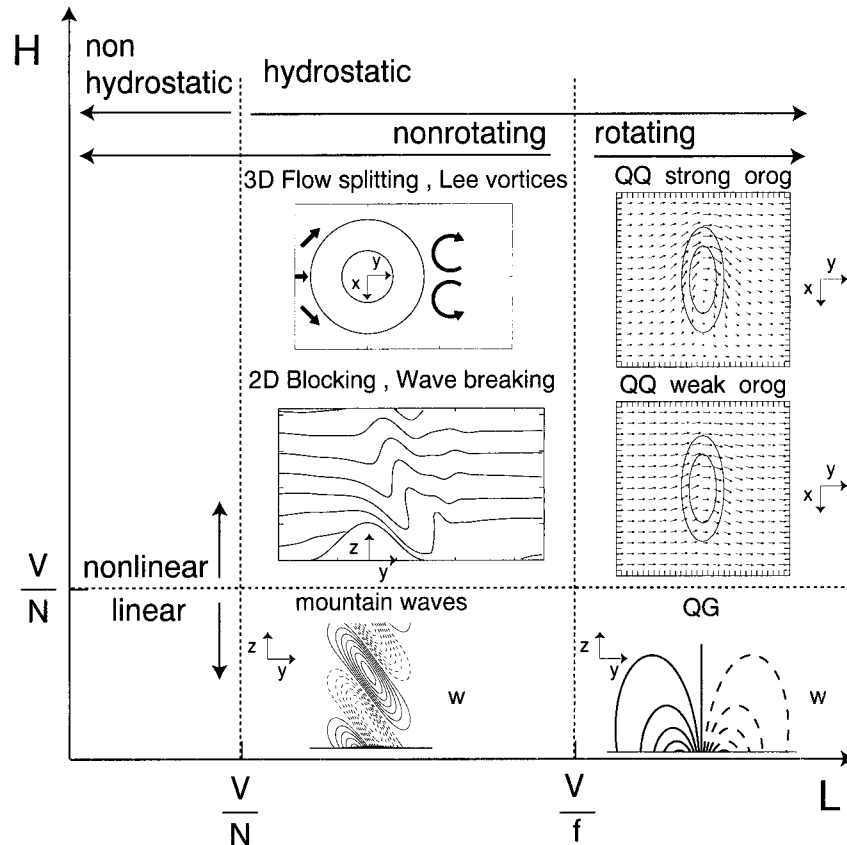 H
non
hydrostatic
hydrostatic
nonrotating
rotating
3D Flow splitting , Lee vortices
y
x
QQ strong orog
y
x
2D Blocking , Wave breaking
z
y
QQ weak orog
y
x
V
N
nonlinear
linear
mountain waves
z
y
w
QG
z
y
w
V
N
V
f
L